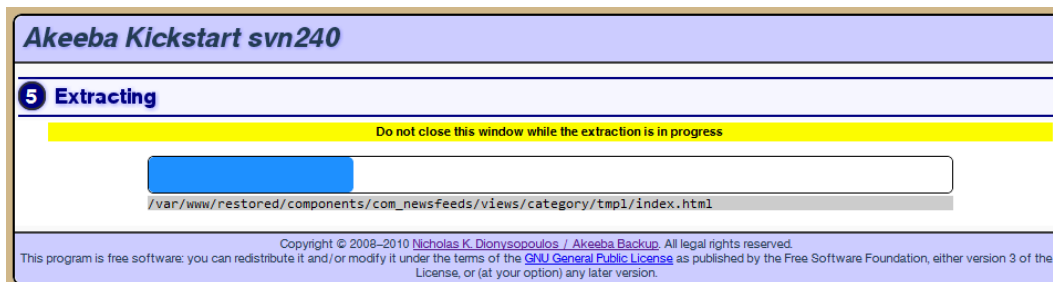 Akeeba Kickstart svn240
5 Extracting
Do not close this window while the extraction is in progress
/var/www/restored/components/com_newsfeeds/views/category/tmpl/index.html
Copyright © 2008–2010 Nicholas K. Dionysopoulos / Akeeba Backup. All legal rights reserved.
This program is free software: you can redistribute it and/or modify it under the terms of the GNU General Public License as published by the Free Software Foundation, either version 3 of the
License, or (at your option) any later version.